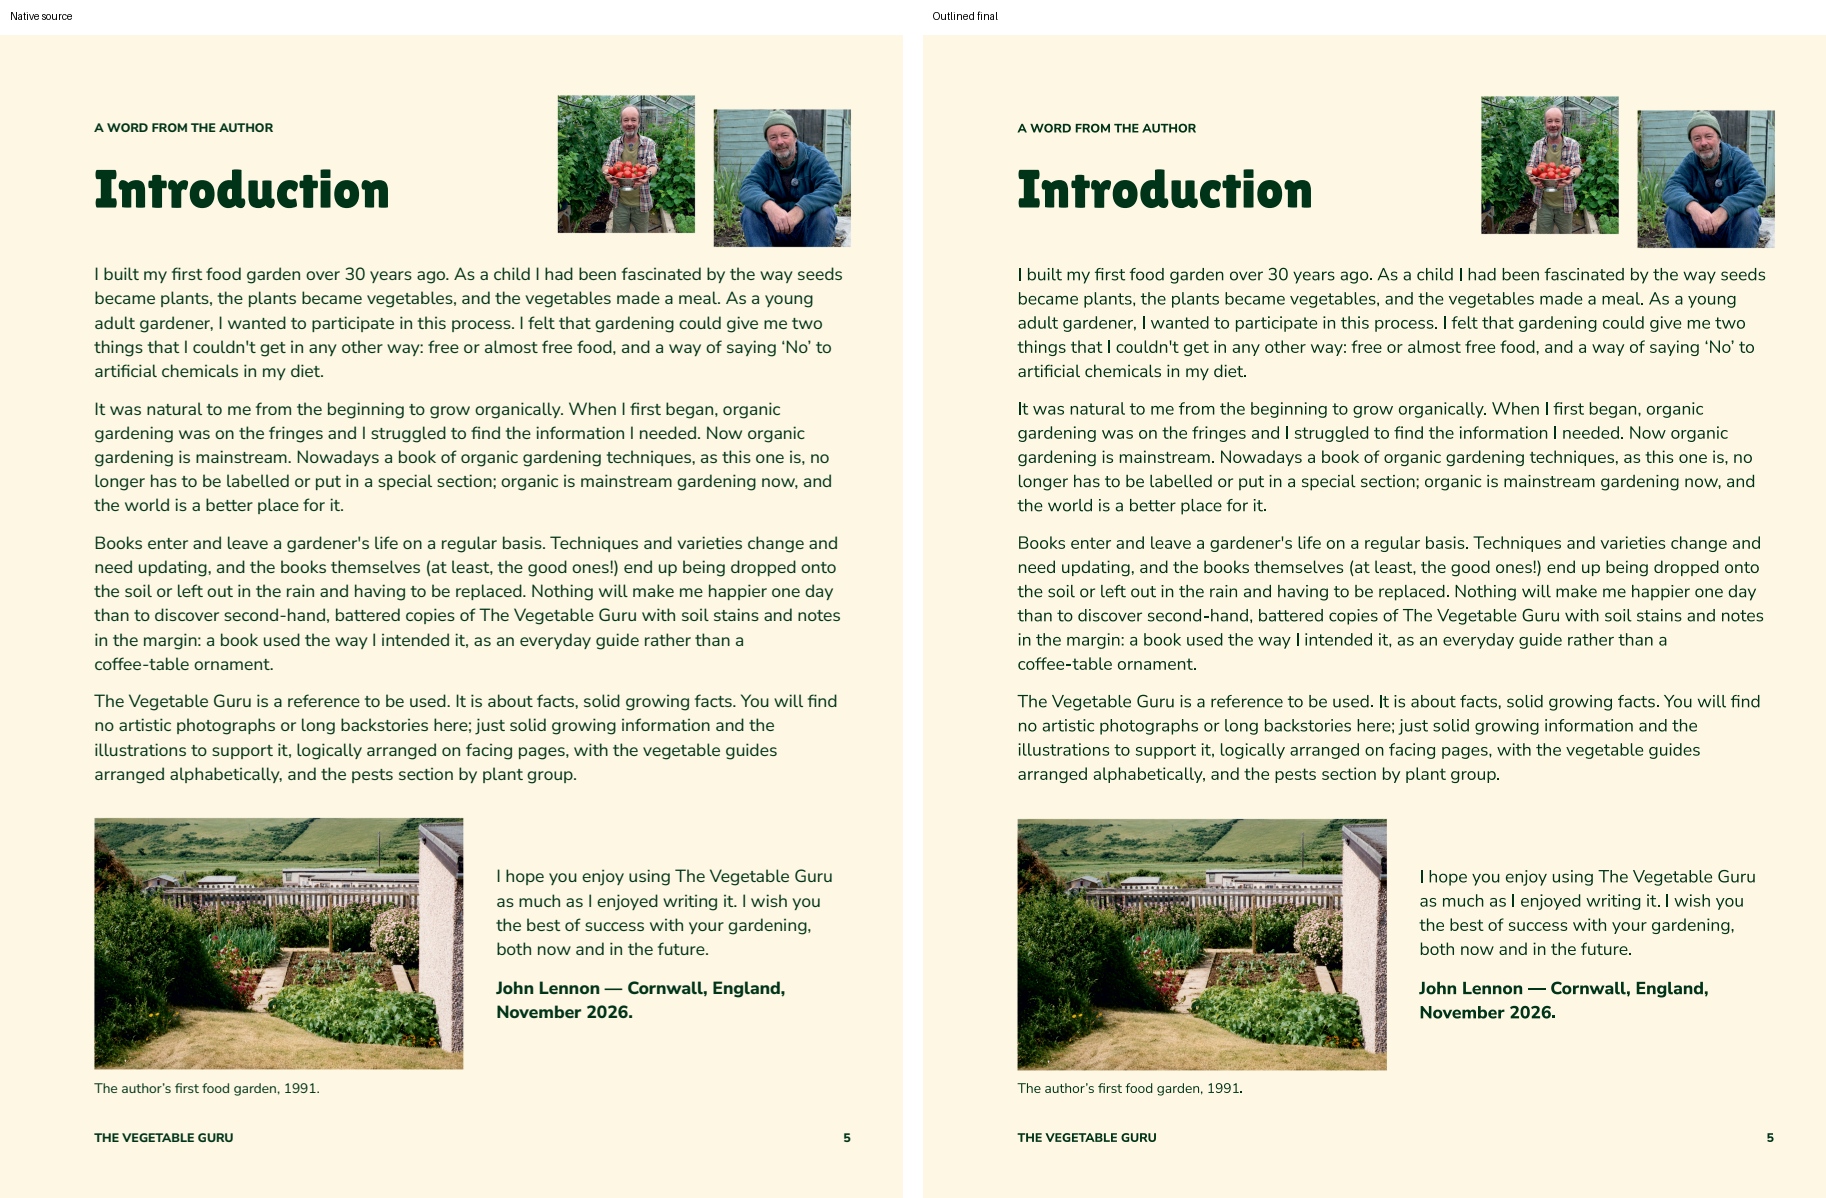 Native source
A WORD FROM THE AUTHOR
Introduction
I built my first food garden over 30 years ago. As a child I had been fascinated by the way seeds
became plants, the plants became vegetables, and the vegetables made a meal. As a young
adult gardener, I wanted to participate in this process. I felt that gardening could give me two
things that I couldn't get in any other way: free or almost free food, and a way of saying ‘No’ to
artificial chemicals in my diet.
It was natural to me from the beginning to grow organically. When I first began, organic
gardening was on the fringes and I struggled to find the information I needed. Now organic
gardening is mainstream. Nowadays a book of organic gardening techniques, as this one is, no
longer has to be labelled or put in a special section; organic is mainstream gardening now, and
the world is a better place for it.
Books enter and leave a gardener's life on a regular basis. Techniques and varieties change and
need updating, and the books themselves (at least, the good ones!) end up being dropped onto
the soil or left out in the rain and having to be replaced. Nothing will make me happier one day
than to discover second-hand, battered copies of The Vegetable Guru with soil stains and notes
in the margin: a book used the way I intended it, as an everyday guide rather than a
coffee-table ornament.
The Vegetable Guru is a reference to be used. It is about facts, solid growing facts. You will find
no artistic photographs or long backstories here; just solid growing information and the
illustrations to support it, logically arranged on facing pages, with the vegetable guides
arranged alphabetically, and the pests section by plant group.
I hope you enjoy using The Vegetable Guru
as much as I enjoyed writing it. I wish you
the best of success with your gardening,
both now and in the future.
John Lennon — Cornwall, England,
November 2026.
The author’s first food garden, 1991.
THE VEGETABLE GURU
5
Outlined final
A WORD FROM THE AUTHOR
Introduction
I built my first food garden over 30 years ago. As a child I had been fascinated by the way seeds
became plants, the plants became vegetables, and the vegetables made a meal. As a young
adult gardener, I wanted to participate in this process. I felt that gardening could give me two
things that I couldn't get in any other way: free or almost free food, and a way of saying ‘No’ to
artificial chemicals in my diet.
It was natural to me from the beginning to grow organically. When I first began, organic
gardening was on the fringes and I struggled to find the information I needed. Now organic
gardening is mainstream. Nowadays a book of organic gardening techniques, as this one is, no
longer has to be labelled or put in a special section; organic is mainstream gardening now, and
the world is a better place for it.
Books enter and leave a gardener's life on a regular basis. Techniques and varieties change and
need updating, and the books themselves (at least, the good ones!) end up being dropped onto
the soil or left out in the rain and having to be replaced. Nothing will make me happier one day
than to discover second-hand, battered copies of The Vegetable Guru with soil stains and notes
in the margin: a book used the way I intended it, as an everyday guide rather than a
coffee-table ornament.
The Vegetable Guru is a reference to be used. It is about facts, solid growing facts. You will find
no artistic photographs or long backstories here; just solid growing information and the
illustrations to support it, logically arranged on facing pages, with the vegetable guides
arranged alphabetically, and the pests section by plant group.
I hope you enjoy using The Vegetable Guru
as much as I enjoyed writing it. I wish you
the best of success with your gardening,
both now and in the future.
John Lennon — Cornwall, England,
November 2026.
The author’s first food garden, 1991.
THE VEGETABLE GURU
5